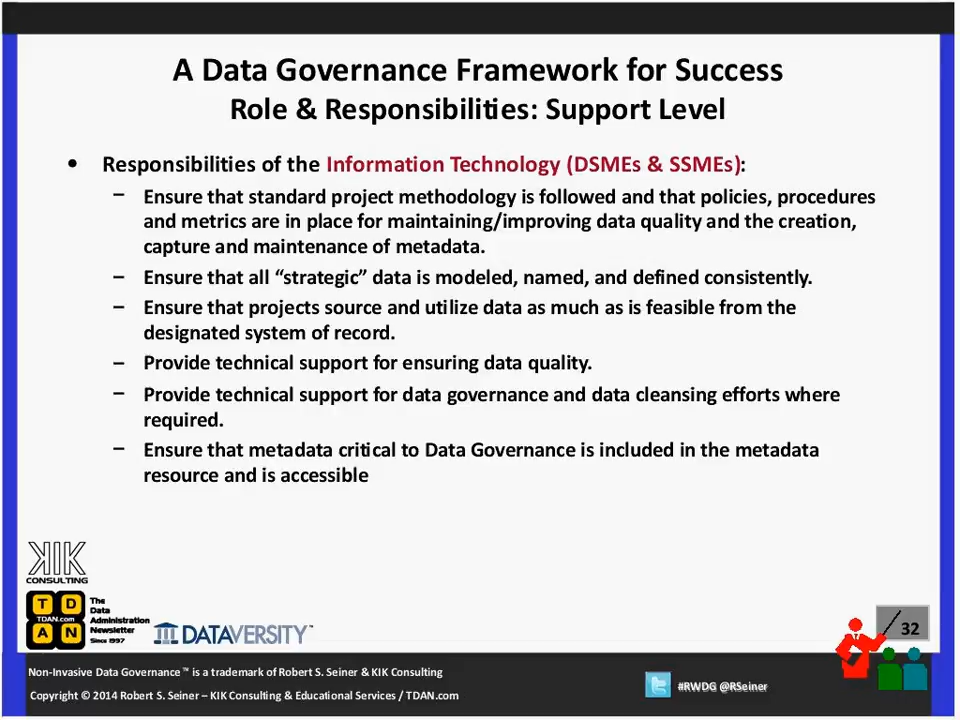 A Data Governance Framework for Success
Role & Responsibilities: Support Level
• Responsibilities of the Information Technology (DSMEs & SSMEs):
– Ensure that standard project methodology is followed and that policies, procedures
and metrics are in place for maintaining/improving data quality and the creation,
capture and maintenance of metadata.
– Ensure that all “strategic” data is modeled, named, and defined consistently.
– Ensure that projects source and utilize data as much as is feasible from the
designated system of record.
– Provide technical support for ensuring data quality.
– Provide technical support for data governance and data cleansing efforts where
required.
– Ensure that metadata critical to Data Governance is included in the metadata
resource and is accessible
KIK
CONSULTING
T D
TDAN.com
A N
The
Data
Administration
Newsletter
Since 1997
DATAVERSITY™
32
Non-Invasive Data Governance™ is a trademark of Robert S. Seiner & KIK Consulting
Copyright © 2014 Robert S. Seiner – KIK Consulting & Educational Services / TDAN.com
#RWDG @RSeiner